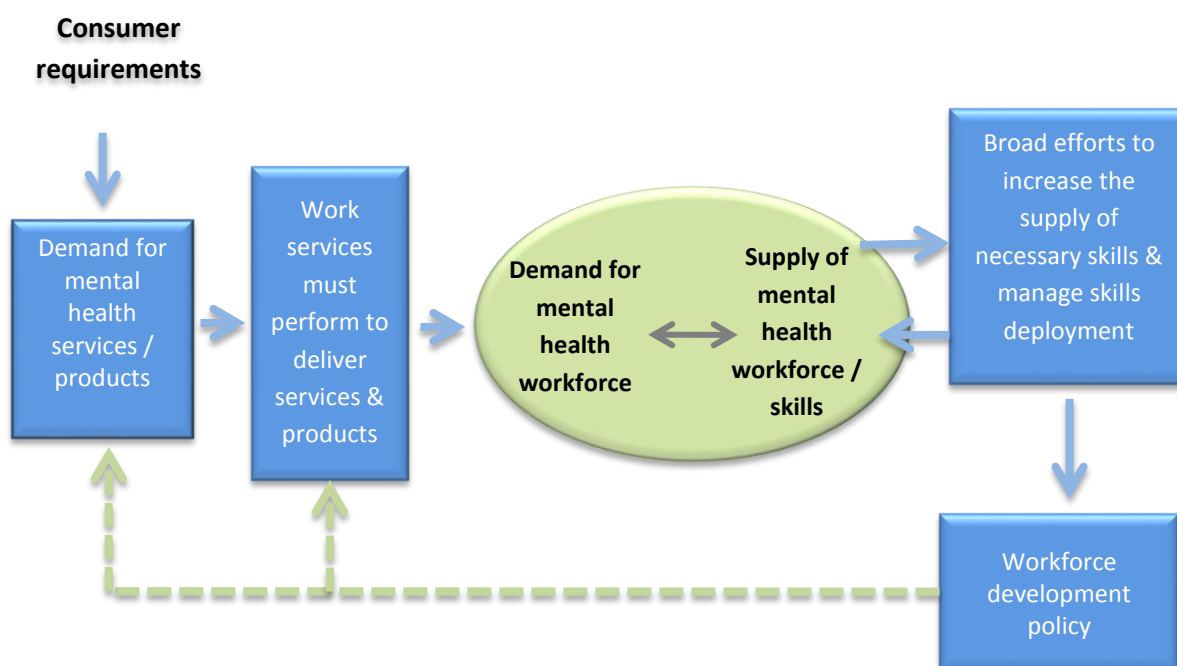 Consumer
requirements
Demand for
mental
health
services /
products
Work
services
must
perform to
deliver
services &
products
Demand for
mental
health
workforce
Supply of
mental
health
workforce /
skills
Broad efforts to
increase the
supply of
necessary skills &
manage skills
deployment
Workforce
development
policy